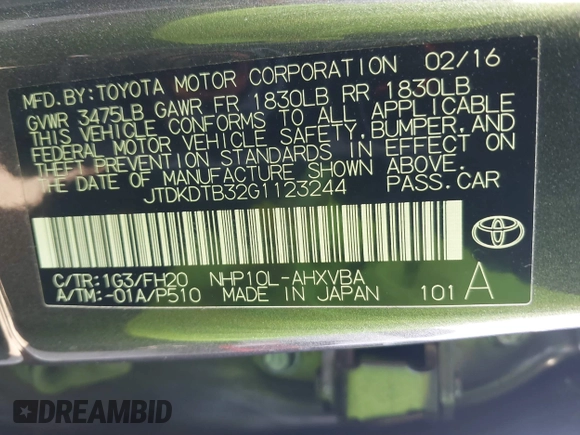 MFD. BY: TOYOTA MOTOR CORPORATION 02/16
GVWR 3475LB GAWR FR 1830LB RR 1830LB
THIS VEHICLE CONFORMS TO ALL APPLICABLE
FEDERAL MOTOR VEHICLE SAFETY, BUMPER, AND
THEFT PREVENTION STANDARDS IN EFFECT ON
THE DATE OF MANUFACTURE SHOWN ABOVE.
JTDKDTB32G1123244 PASS. CAR
C/TR: 1G3/FH20 NHP10L-AHXVBA
A/TM: -01A/P510 MADE IN JAPAN 101 A
DREAMBID